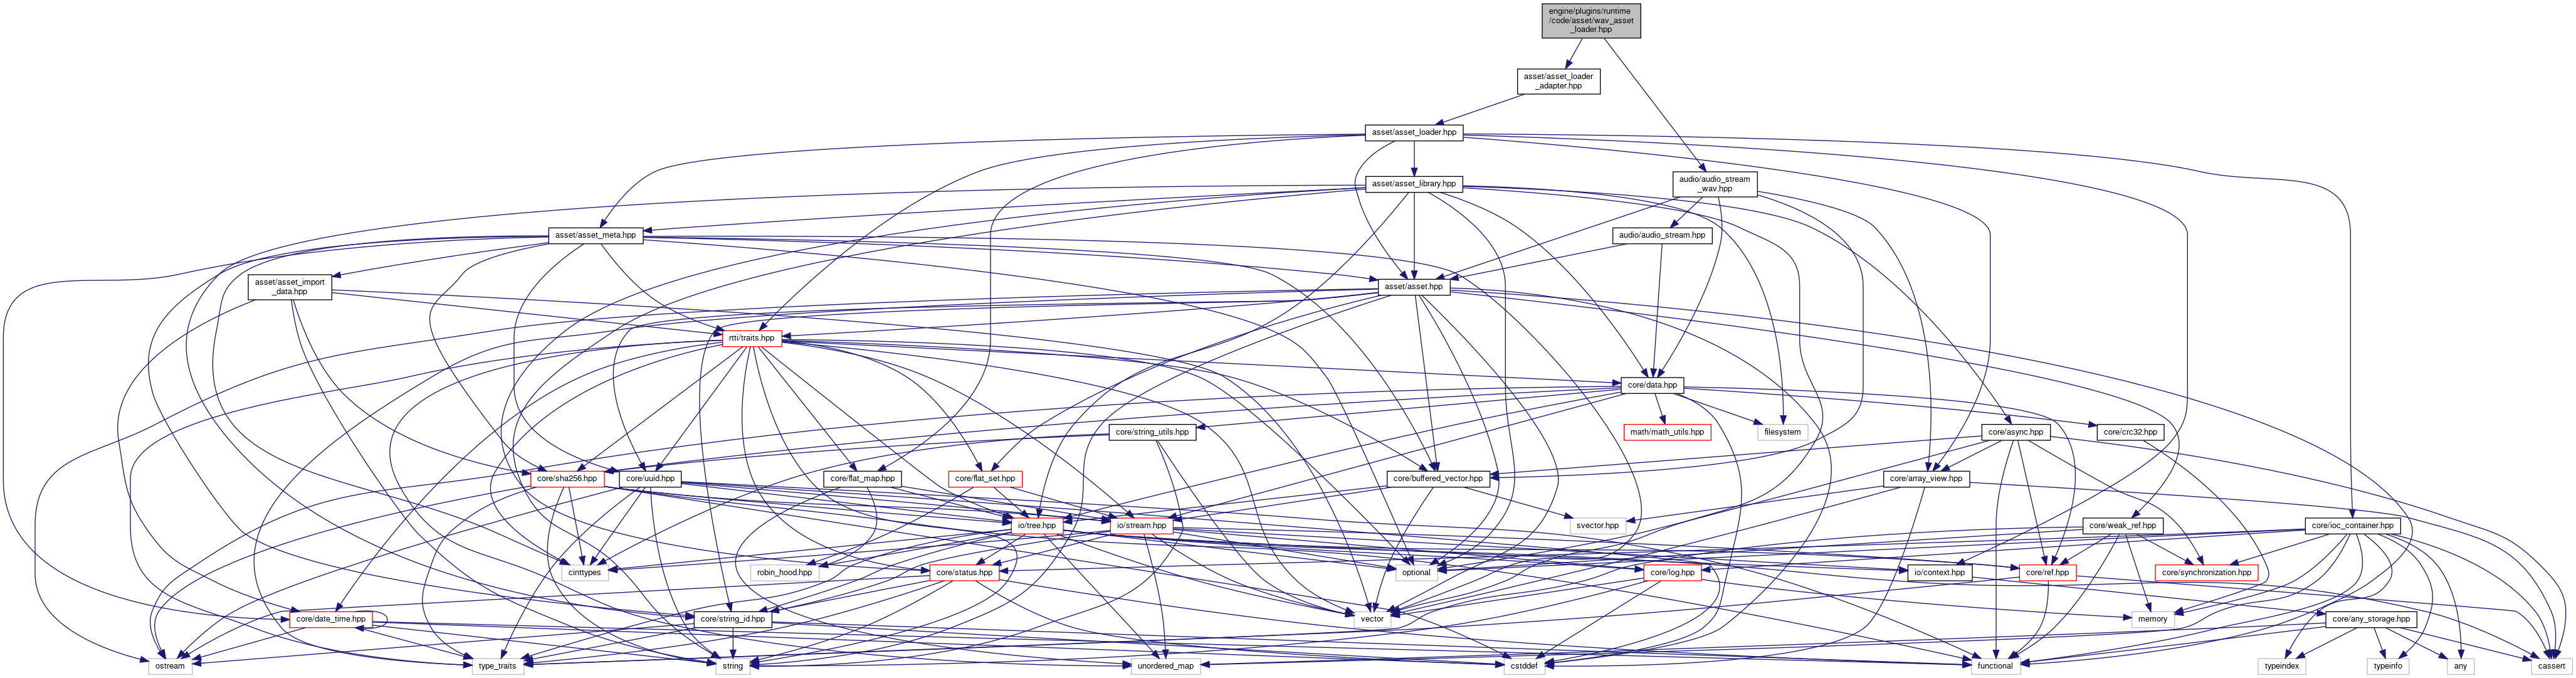 engine/plugins/runtime
/code/asset/wav_asset
_loader.hpp
asset/asset_loader
_adapter.hpp
asset/asset_loader.hpp
asset/asset_library.hpp
audio/audio_stream
_wav.hpp
asset/asset_meta.hpp
audio/audio_stream.hpp
asset/asset_import
_data.hpp
asset/asset.hpp
rtti/traits.hpp
core/data.hpp
core/string_utils.hpp
math/math_utils.hpp
filesystem
core/async.hpp
core/crc32.hpp
core/sha256.hpp
core/uuid.hpp
core/flat_map.hpp
core/flat_set.hpp
core/buffered_vector.hpp
core/array_view.hpp
io/tree.hpp
io/stream.hpp
svector.hpp
core/weak_ref.hpp
core/ioc_container.hpp
cinttypes
robin_hood.hpp
core/status.hpp
optional
core/log.hpp
io/context.hpp
core/ref.hpp
core/synchronization.hpp
core/date_time.hpp
core/string_id.hpp
vector
memory
core/any_storage.hpp
ostream
type_traits
string
unordered_map
cstddef
functional
typeindex
typeinfo
any
cassert